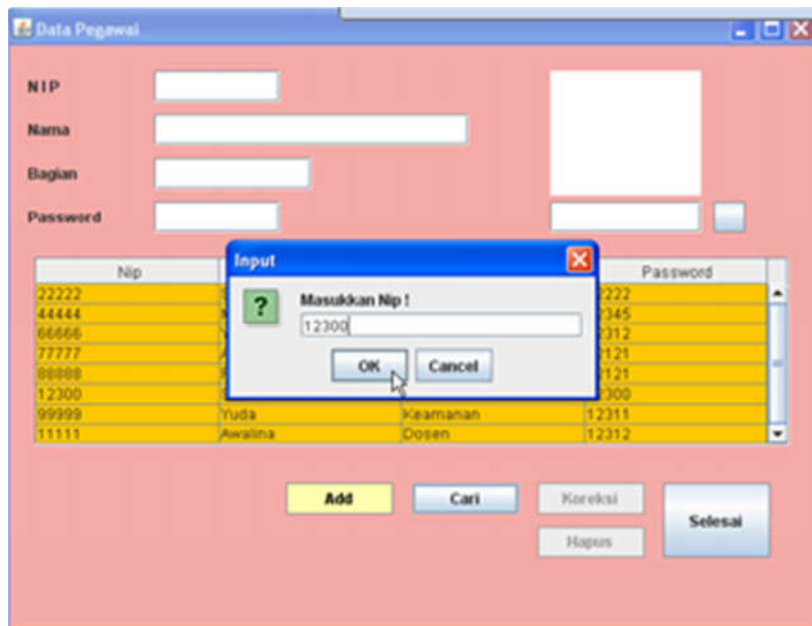 Data Pegawai
NIP
Nama
Bagian
Password
Input
Masukkan Nip !
12300
OK Cancel
Nip Password
22222 2222
44444 2345
66666 2312
77777 2121
88888 2121
12300 2300
99999 Yuda Keamanan 12311
11111 Awalina Dosen 12312
Add Cari Koreksi
Selesai
Hapus